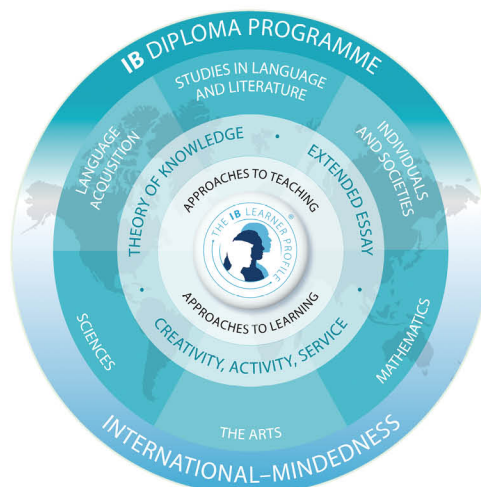 IB DIPLOMA PROGRAMME
STUDIES IN LANGUAGE
AND LITERATURE
LANGUAGE
ACQUISITION
INDIVIDUALS
AND SOCIETIES
THEORY OF KNOWLEDGE
•
EXTENDED ESSAY
APPROACHES TO TEACHING
THE IB LEARNER PROFILE
®
APPROACHES TO LEARNING
•
CREATIVITY, ACTIVITY, SERVICE
•
SCIENCES
MATHEMATICS
THE ARTS
INTERNATIONAL–MINDEDNESS